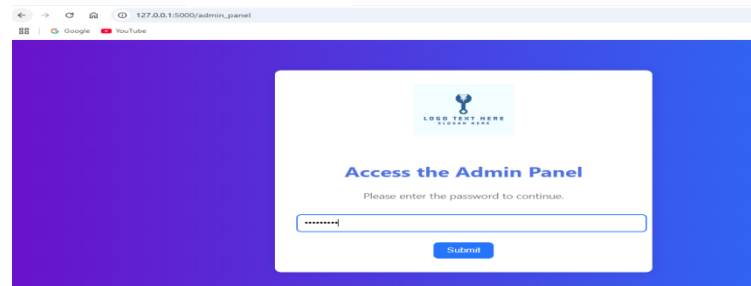 127.0.0.1:5000/admin_panel
Google YouTube
LOGO TEXT HERE
SLOGAN HERE
Access the Admin Panel
Please enter the password to continue.
•••••••••
Submit